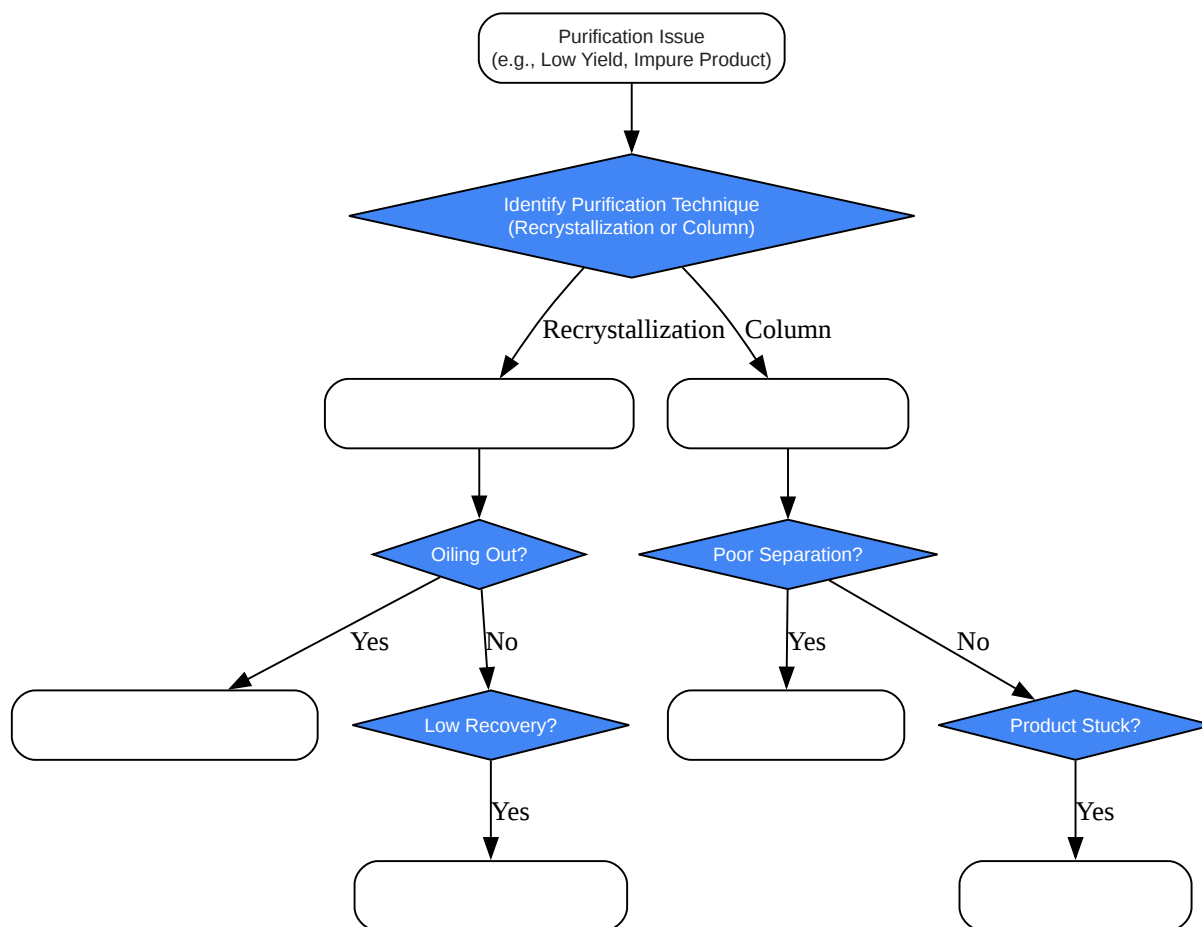 Purification Issue
(e.g., Low Yield, Impure Product)
Identify Purification Technique
(Recrystallization or Column)
Recrystallization
Column
Oiling Out?
Poor Separation?
Yes
No
Yes
No
Low Recovery?
Product Stuck?
Yes
Yes